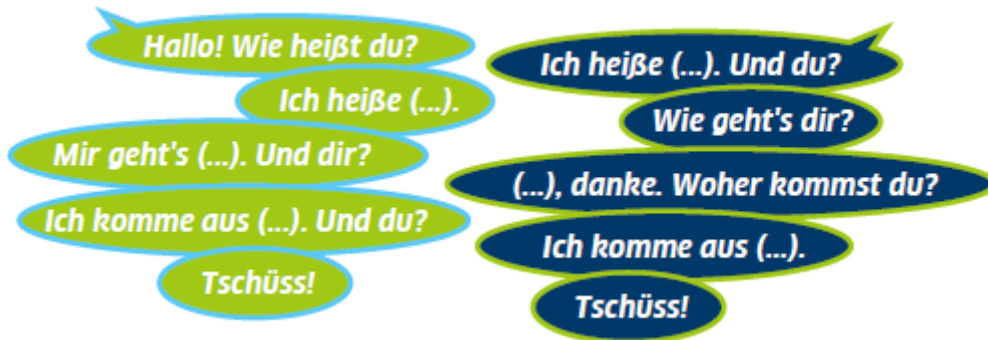 Hallo! Wie heißt du?
Ich heiße (...). Und du?
Ich heiße (...).
Wie geht's dir?
Mir geht's (...). Und dir?
(...), danke. Woher kommst du?
Ich komme aus (...). Und du?
Ich komme aus (...).
Tschüss!
Tschüss!